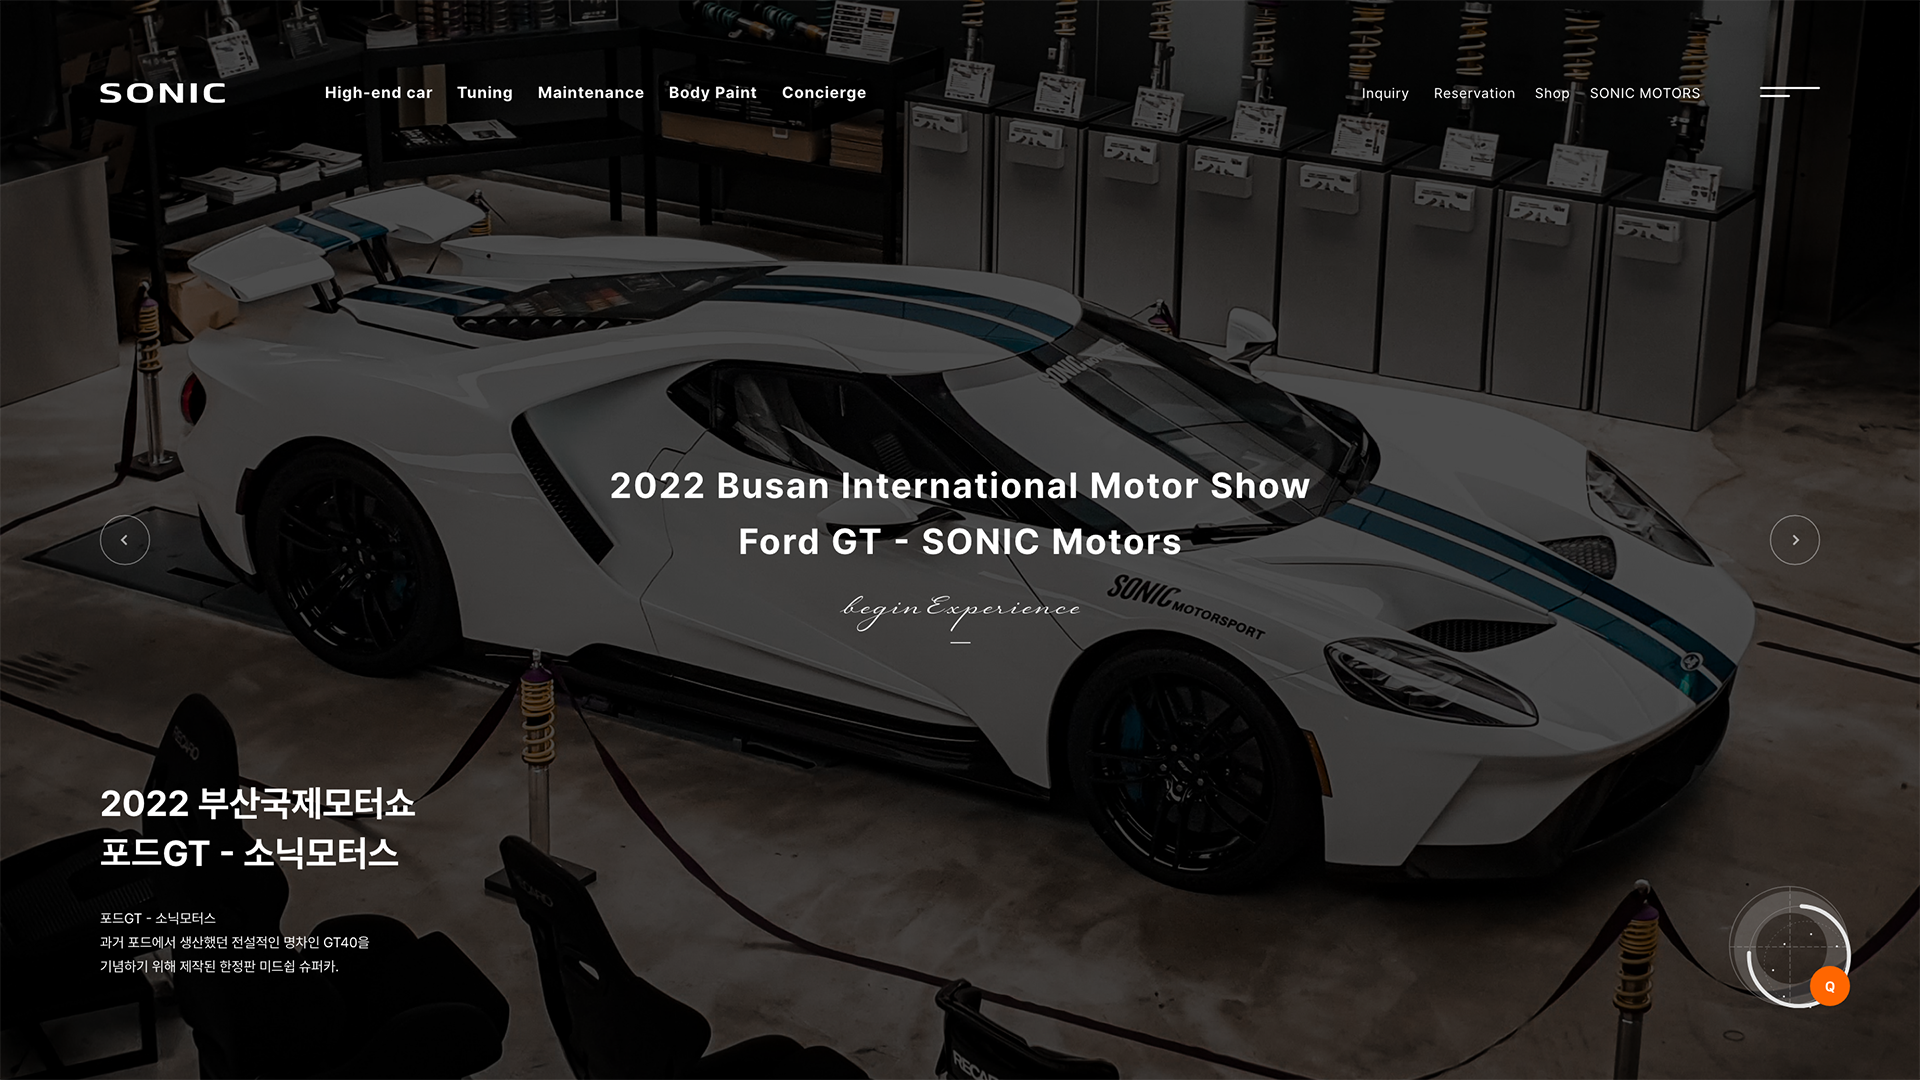 SONIC
High-end car Tuning Maintenance Body Paint Concierge
Inquiry Reservation Shop SONIC MOTORS
SONIC
2022 Busan International Motor Show
Ford GT - SONIC Motors
begin Experience
SONIC MOTORSPORT
RECARO
2022 부산국제모터쇼
포드GT - 소닉모터스
포드GT - 소닉모터스
과거 포드에서 생산했던 전설적인 명차인 GT40을
기념하기 위해 제작된 한정판 미드쉽 슈퍼카.
RECARO
Q